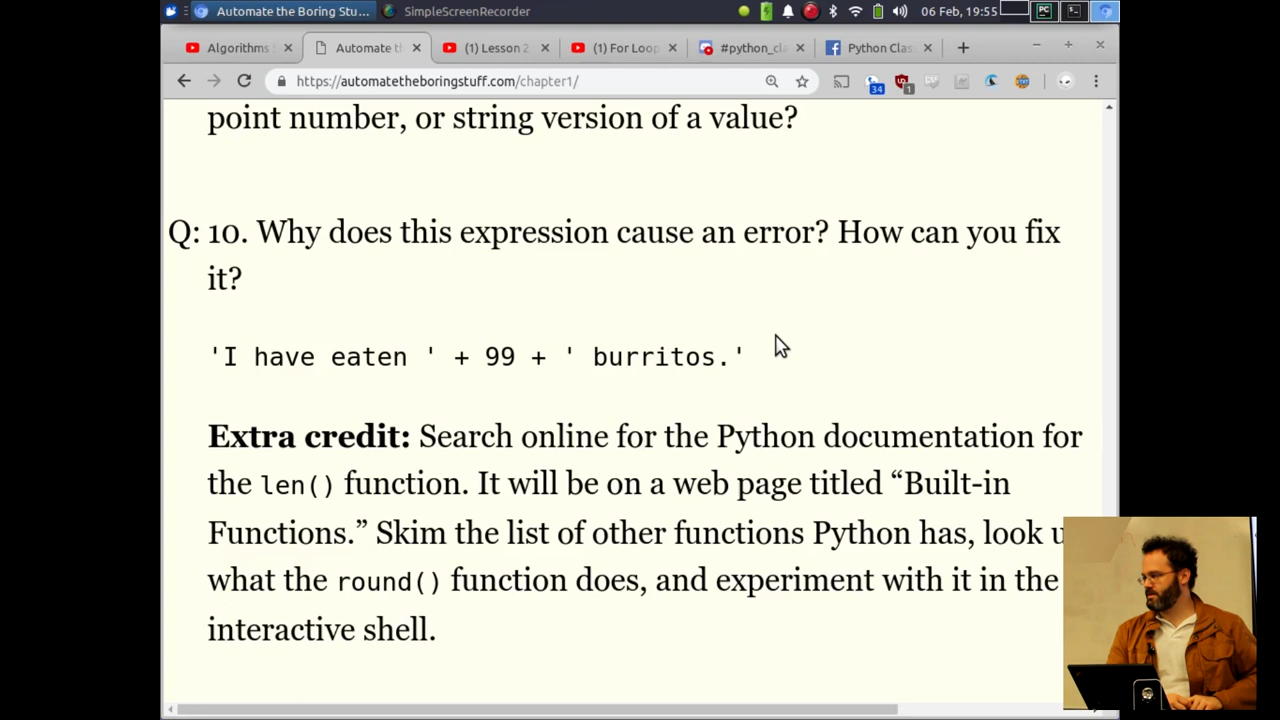 Automate the Boring Stu...
SimpleScreenRecorder
06 Feb, 19:55
Algorithms
Automate th
(1) Lesson 2
(1) For Loop
#python_cla
Python Clas
https://automatetheboringstuff.com/chapter1/
34
1
point number, or string version of a value?
Q: 10. Why does this expression cause an error? How can you fix
it?
'I have eaten ' + 99 + ' burritos.'
Extra credit: Search online for the Python documentation for
the len() function. It will be on a web page titled “Built-in
Functions.” Skim the list of other functions Python has, look u
what the round() function does, and experiment with it in the
interactive shell.